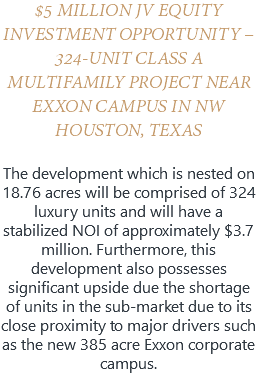 $5 MILLION JV EQUITY
INVESTMENT OPPORTUNITY –
324-UNIT CLASS A
MULTIFAMILY PROJECT NEAR
EXXON CAMPUS IN NW
HOUSTON, TEXAS
The development which is nested on
18.76 acres will be comprised of 324
luxury units and will have a
stabilized NOI of approximately $3.7
million. Furthermore, this
development also possesses
significant upside due the shortage
of units in the sub-market due to its
close proximity to major drivers such
as the new 385 acre Exxon corporate
campus.